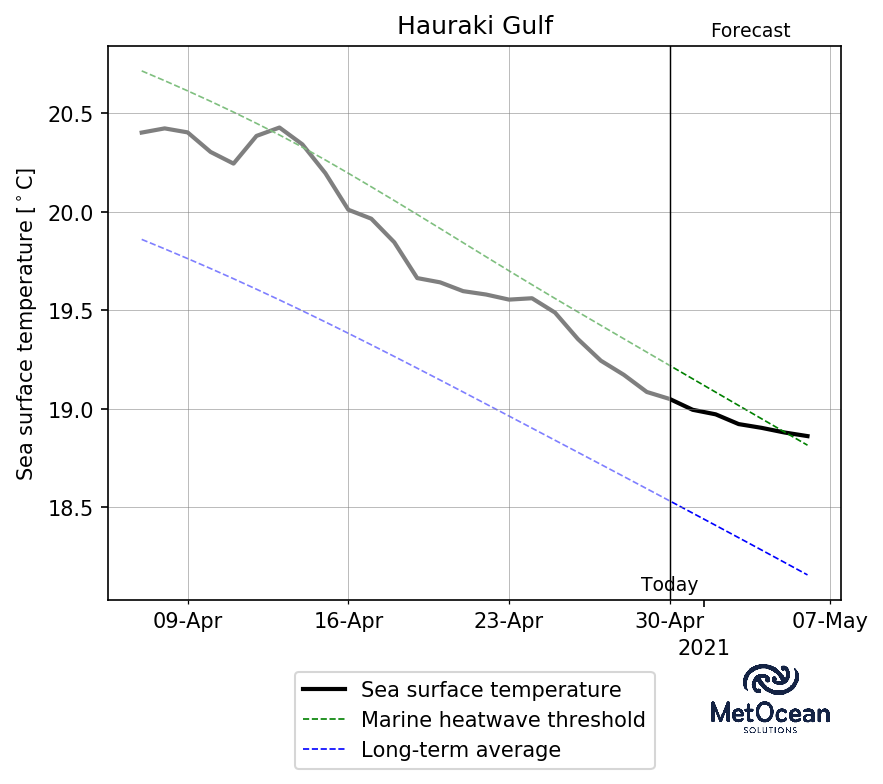 Hauraki Gulf
Forecast
Sea surface temperature [°C]
20.5
20.0
19.5
19.0
18.5
Today
09-Apr 16-Apr 23-Apr 30-Apr 07-May
2021
Sea surface temperature
Marine heatwave threshold
Long-term average
MetOcean
SOLUTIONS